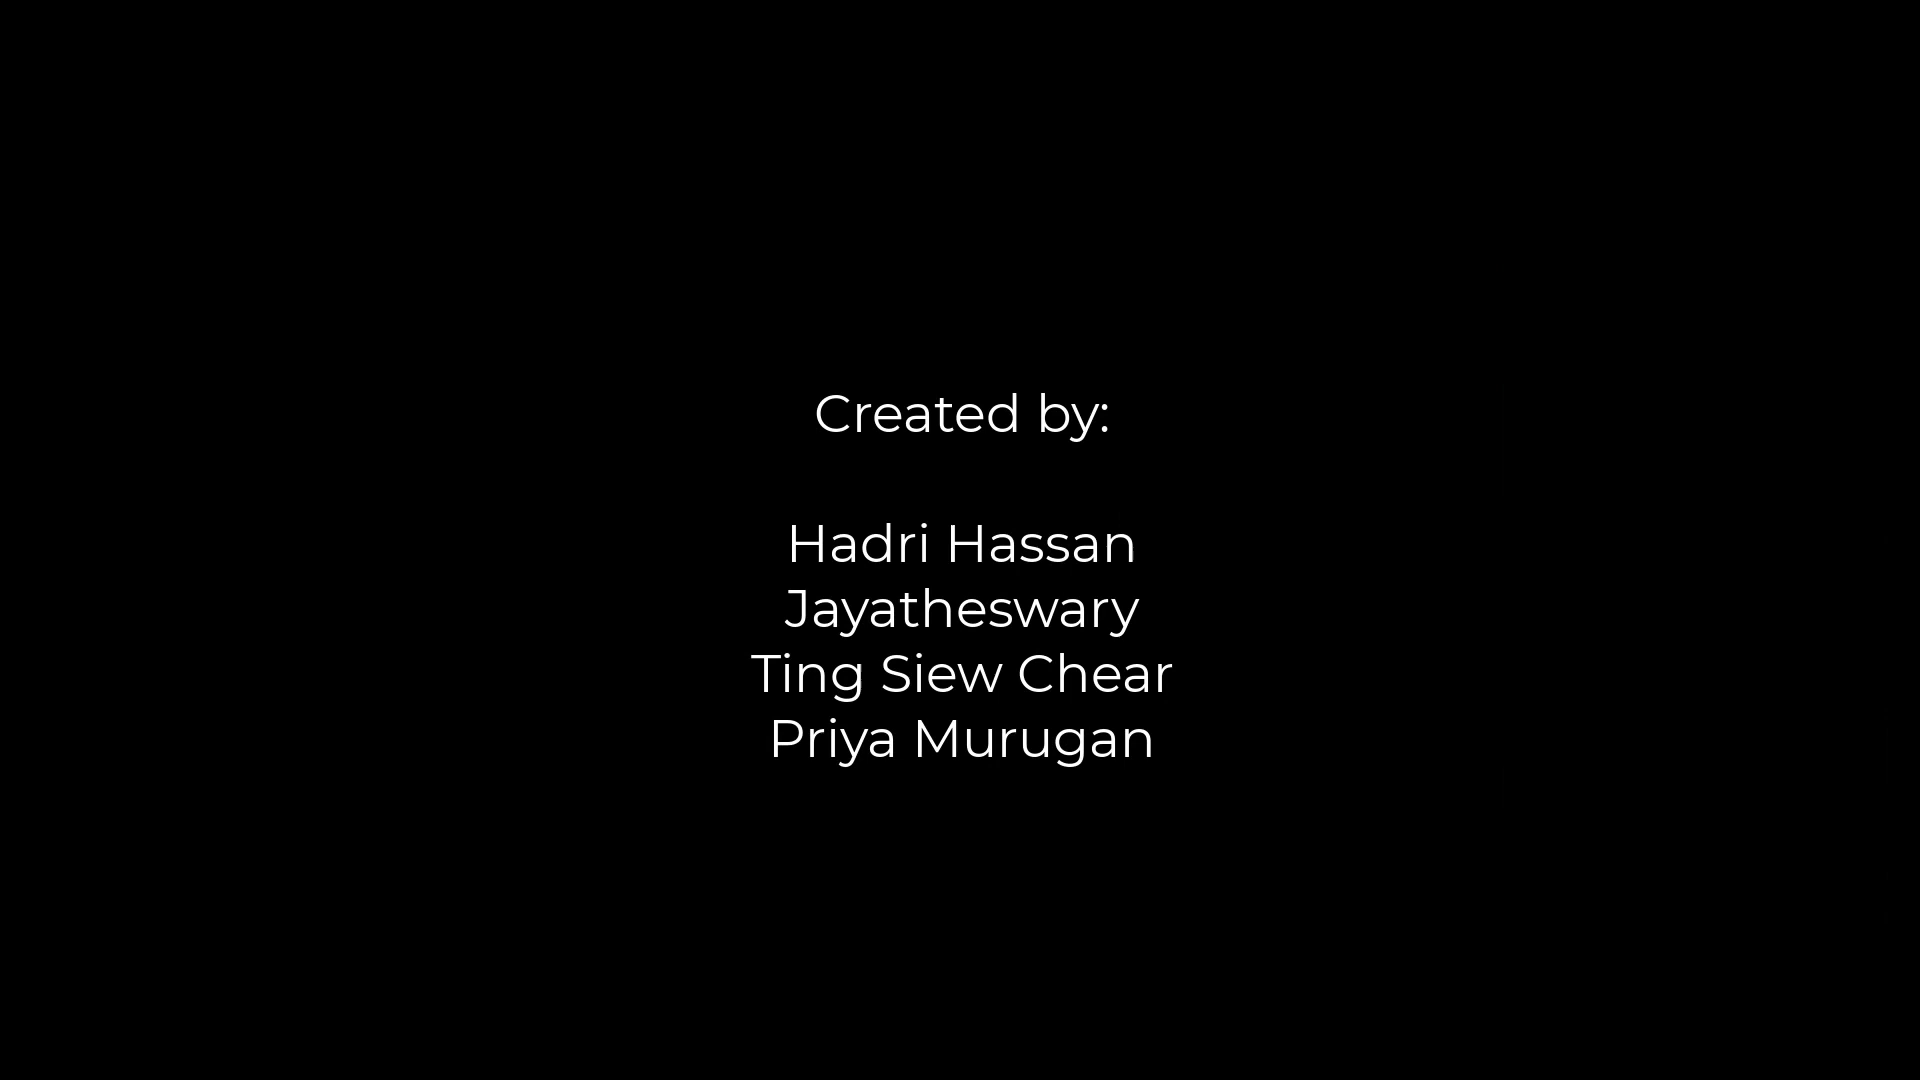 Created by:
Hadri Hassan
Jayatheswary
Ting Siew Chear
Priya Murugan